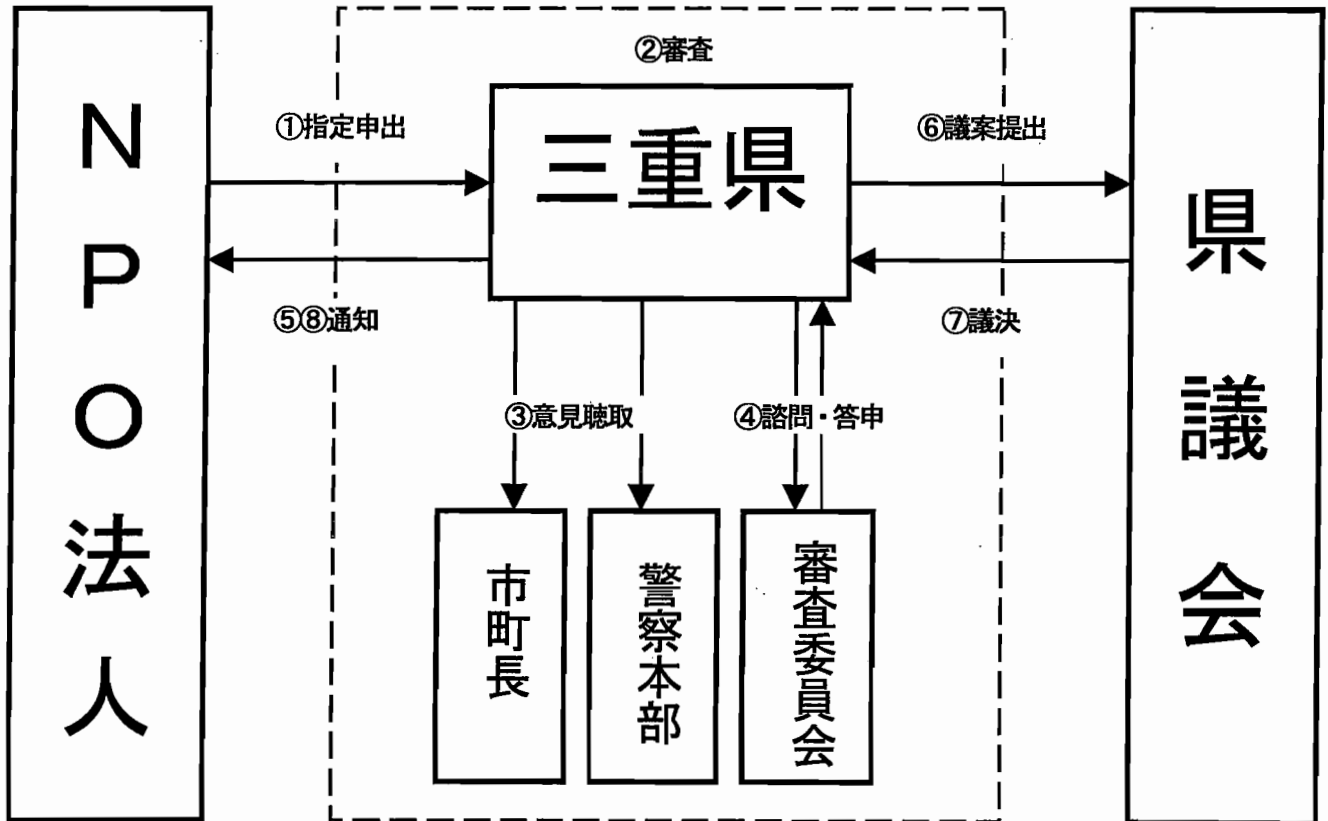 NPO法人
①指定申出
⑤⑧通知
②審査
三重県
③意見聴取
④諮問・答申
市町長
警察本部
審査委員会
⑥議案提出
⑦議決
県議会